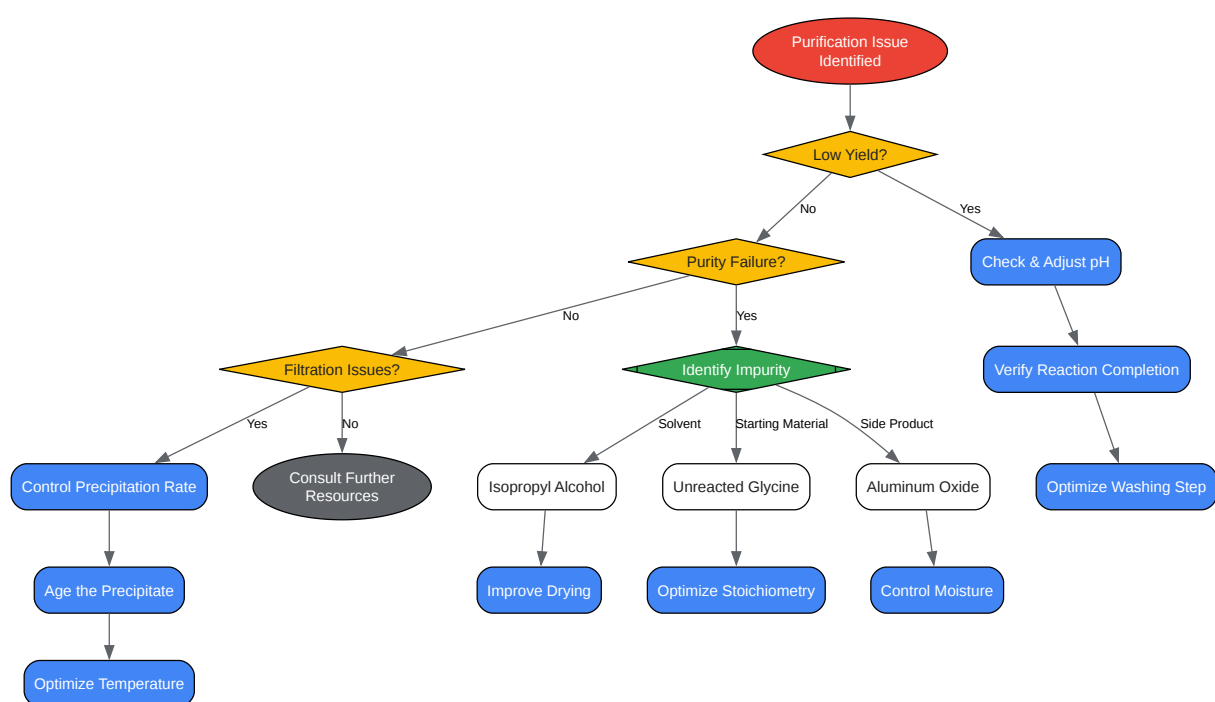 Purification Issue
Identified
Low Yield?
No
Yes
Purity Failure?
Check & Adjust pH
No
Yes
Filtration Issues?
Identify Impurity
Verify Reaction Completion
Yes
No
Solvent
Starting Material
Side Product
Control Precipitation Rate
Consult Further
Resources
Isopropyl Alcohol
Unreacted Glycine
Aluminum Oxide
Optimize Washing Step
Age the Precipitate
Improve Drying
Optimize Stoichiometry
Control Moisture
Optimize Temperature